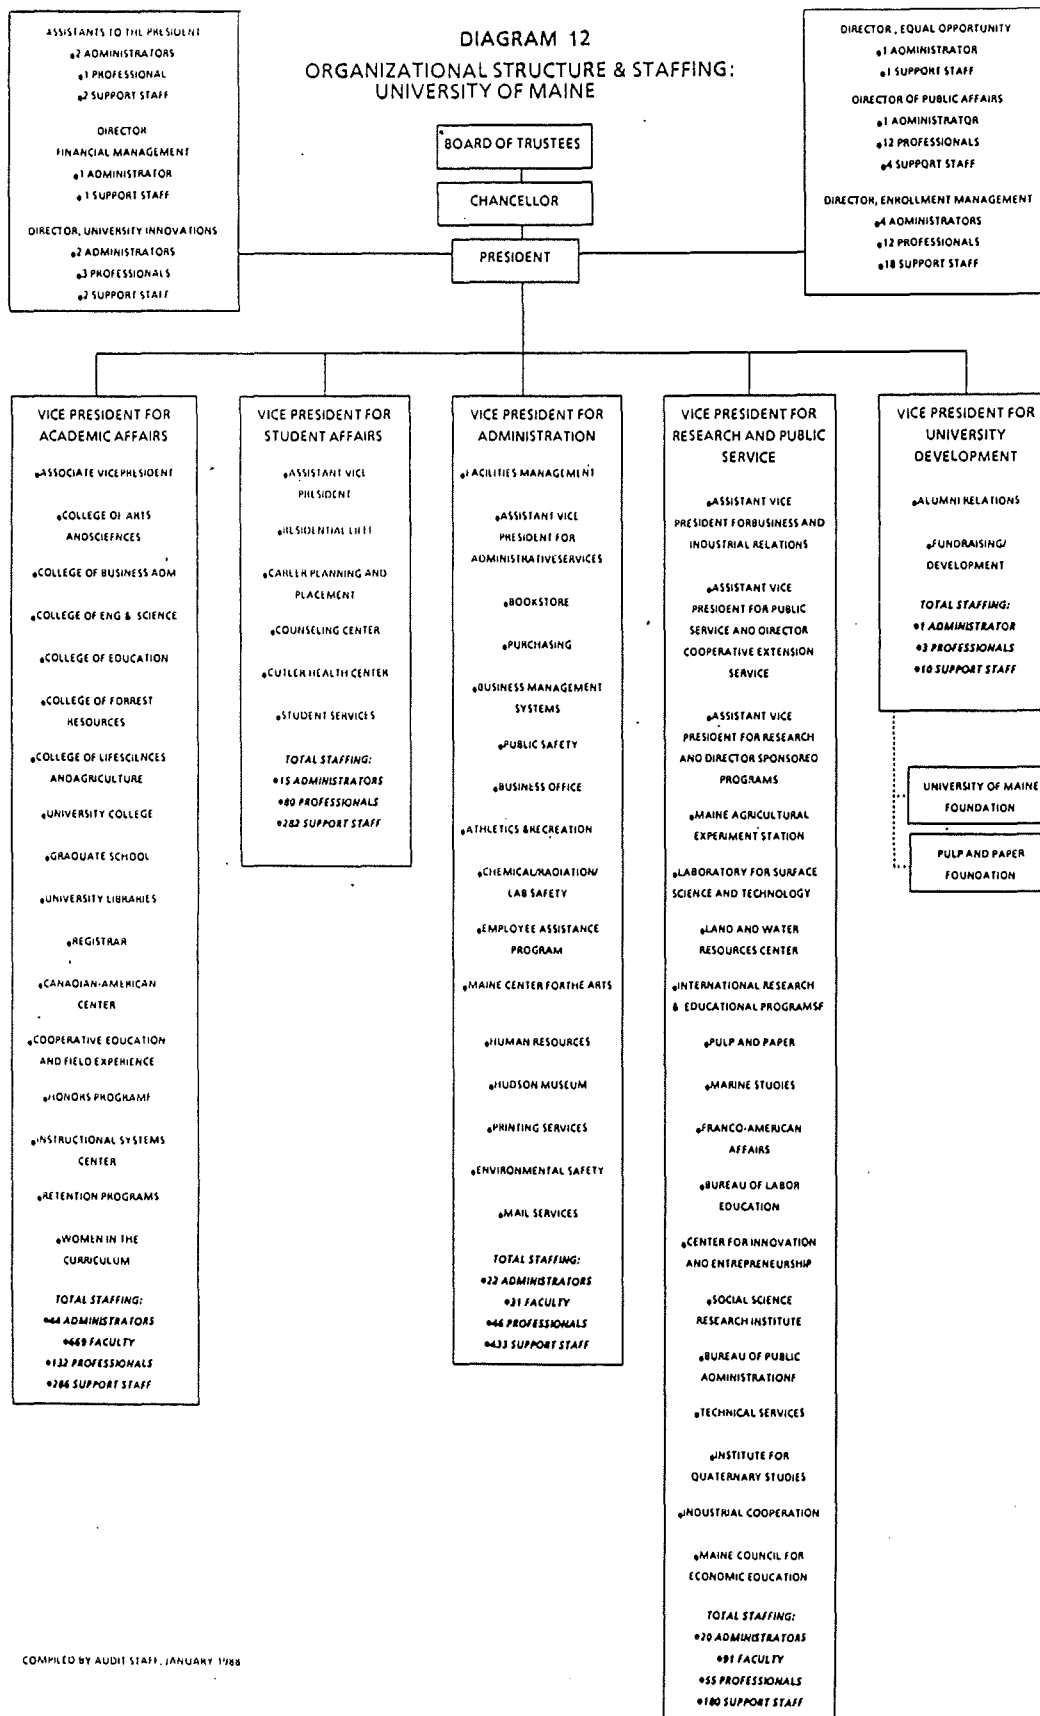 DIAGRAM 12
ORGANIZATIONAL STRUCTURE & STAFFING:
UNIVERSITY OF MAINE
ASSISTANTS TO THE PRESIDENT
•2 ADMINISTRATORS
•1 PROFESSIONAL
•2 SUPPORT STAFF
DIRECTOR
FINANCIAL MANAGEMENT
•1 ADMINISTRATOR
•1 SUPPORT STAFF
DIRECTOR, UNIVERSITY INNOVATIONS
•2 ADMINISTRATORS
•3 PROFESSIONALS
•2 SUPPORT STAFF
BOARD OF TRUSTEES
CHANCELLOR
PRESIDENT
DIRECTOR, EQUAL OPPORTUNITY
•1 ADMINISTRATOR
•1 SUPPORT STAFF
DIRECTOR OF PUBLIC AFFAIRS
•1 ADMINISTRATOR
•12 PROFESSIONALS
•4 SUPPORT STAFF
DIRECTOR, ENROLLMENT MANAGEMENT
•4 ADMINISTRATORS
•12 PROFESSIONALS
•18 SUPPORT STAFF
VICE PRESIDENT FOR
ACADEMIC AFFAIRS
•ASSOCIATE VICEPRESIDENT
•COLLEGE OF ARTS
ANDSCIENCES
•COLLEGE OF BUSINESS ADM
•COLLEGE OF ENG & SCIENCE
•COLLEGE OF EDUCATION
•COLLEGE OF FORREST
RESOURCES
•COLLEGE OF LIFESCIENCES
ANDAGRICULTURE
•UNIVERSITY COLLEGE
•GRADUATE SCHOOL
•UNIVERSITY LIBRARIES
•REGISTRAR
•CANADIAN-AMERICAN
CENTER
•COOPERATIVE EDUCATION
AND FIELD EXPERIENCE
•HONORS PROGRAMF
•INSTRUCTIONAL SYSTEMS
CENTER
•RETENTION PROGRAMS
•WOMEN IN THE
CURRICULUM
TOTAL STAFFING:
•44 ADMINISTRATORS
•669 FACULTY
•132 PROFESSIONALS
•286 SUPPORT STAFF
VICE PRESIDENT FOR
STUDENT AFFAIRS
•ASSISTANT VICE
PRESIDENT
•RESIDENTIAL LIFEF
•CAREER PLANNING AND
PLACEMENT
•COUNSELING CENTER
•CUTLER HEALTH CENTER
•STUDENT SERVICES
TOTAL STAFFING:
•15 ADMINISTRATORS
•80 PROFESSIONALS
•282 SUPPORT STAFF
VICE PRESIDENT FOR
ADMINISTRATION
•FACILITIES MANAGEMENT
•ASSISTANT VICE
PRESIDENT FOR
ADMINISTRATIVESERVICES
•BOOKSTORE
•PURCHASING
•BUSINESS MANAGEMENT
SYSTEMS
•PUBLIC SAFETY
•BUSINESS OFFICE
•ATHLETICS &RECREATION
•CHEMICAL/RADIATION/
LAB SAFETY
•EMPLOYEE ASSISTANCE
PROGRAM
•MAINE CENTER FORTHE ARTS
•HUMAN RESOURCES
•HUDSON MUSEUM
•PRINTING SERVICES
•ENVIRONMENTAL SAFETY
•MAIL SERVICES
TOTAL STAFFING:
•22 ADMINISTRATORS
•31 FACULTY
•46 PROFESSIONALS
•433 SUPPORT STAFF
VICE PRESIDENT FOR
RESEARCH AND PUBLIC
SERVICE
•ASSISTANT VICE
PRESIDENT FORBUSINESS AND
INDUSTRIAL RELATIONS
•ASSISTANT VICE
PRESIDENT FOR PUBLIC
SERVICE AND DIRECTOR
COOPERATIVE EXTENSION
SERVICE
•ASSISTANT VICE
PRESIDENT FOR RESEARCH
AND DIRECTOR SPONSORED
PROGRAMS
•MAINE AGRICULTURAL
EXPERIMENT STATION
•LABORATORY FOR SURFACE
SCIENCE AND TECHNOLOGY
•LAND AND WATER
RESOURCES CENTER
•INTERNATIONAL RESEARCH
& EDUCATIONAL PROGRAMSF
•PULP AND PAPER
•MARINE STUDIES
•FRANCO-AMERICAN
AFFAIRS
•BUREAU OF LABOR
EDUCATION
•CENTER FOR INNOVATION
AND ENTREPRENEURSHIP
•SOCIAL SCIENCE
RESEARCH INSTITUTE
•BUREAU OF PUBLIC
ADMINISTRATIONF
•TECHNICAL SERVICES
•INSTITUTE FOR
QUATERNARY STUDIES
•INDUSTRIAL COOPERATION
•MAINE COUNCIL FOR
ECONOMIC EDUCATION
TOTAL STAFFING:
•20 ADMINISTRATORS
•91 FACULTY
•55 PROFESSIONALS
•180 SUPPORT STAFF
VICE PRESIDENT FOR
UNIVERSITY
DEVELOPMENT
•ALUMNI RELATIONS
•FUNDRAISING/
DEVELOPMENT
TOTAL STAFFING:
•1 ADMINISTRATOR
•3 PROFESSIONALS
•10 SUPPORT STAFF
UNIVERSITY OF MAINE
FOUNDATION
PULP AND PAPER
FOUNDATION
COMPILED BY AUDIT STAFF, JANUARY 1988